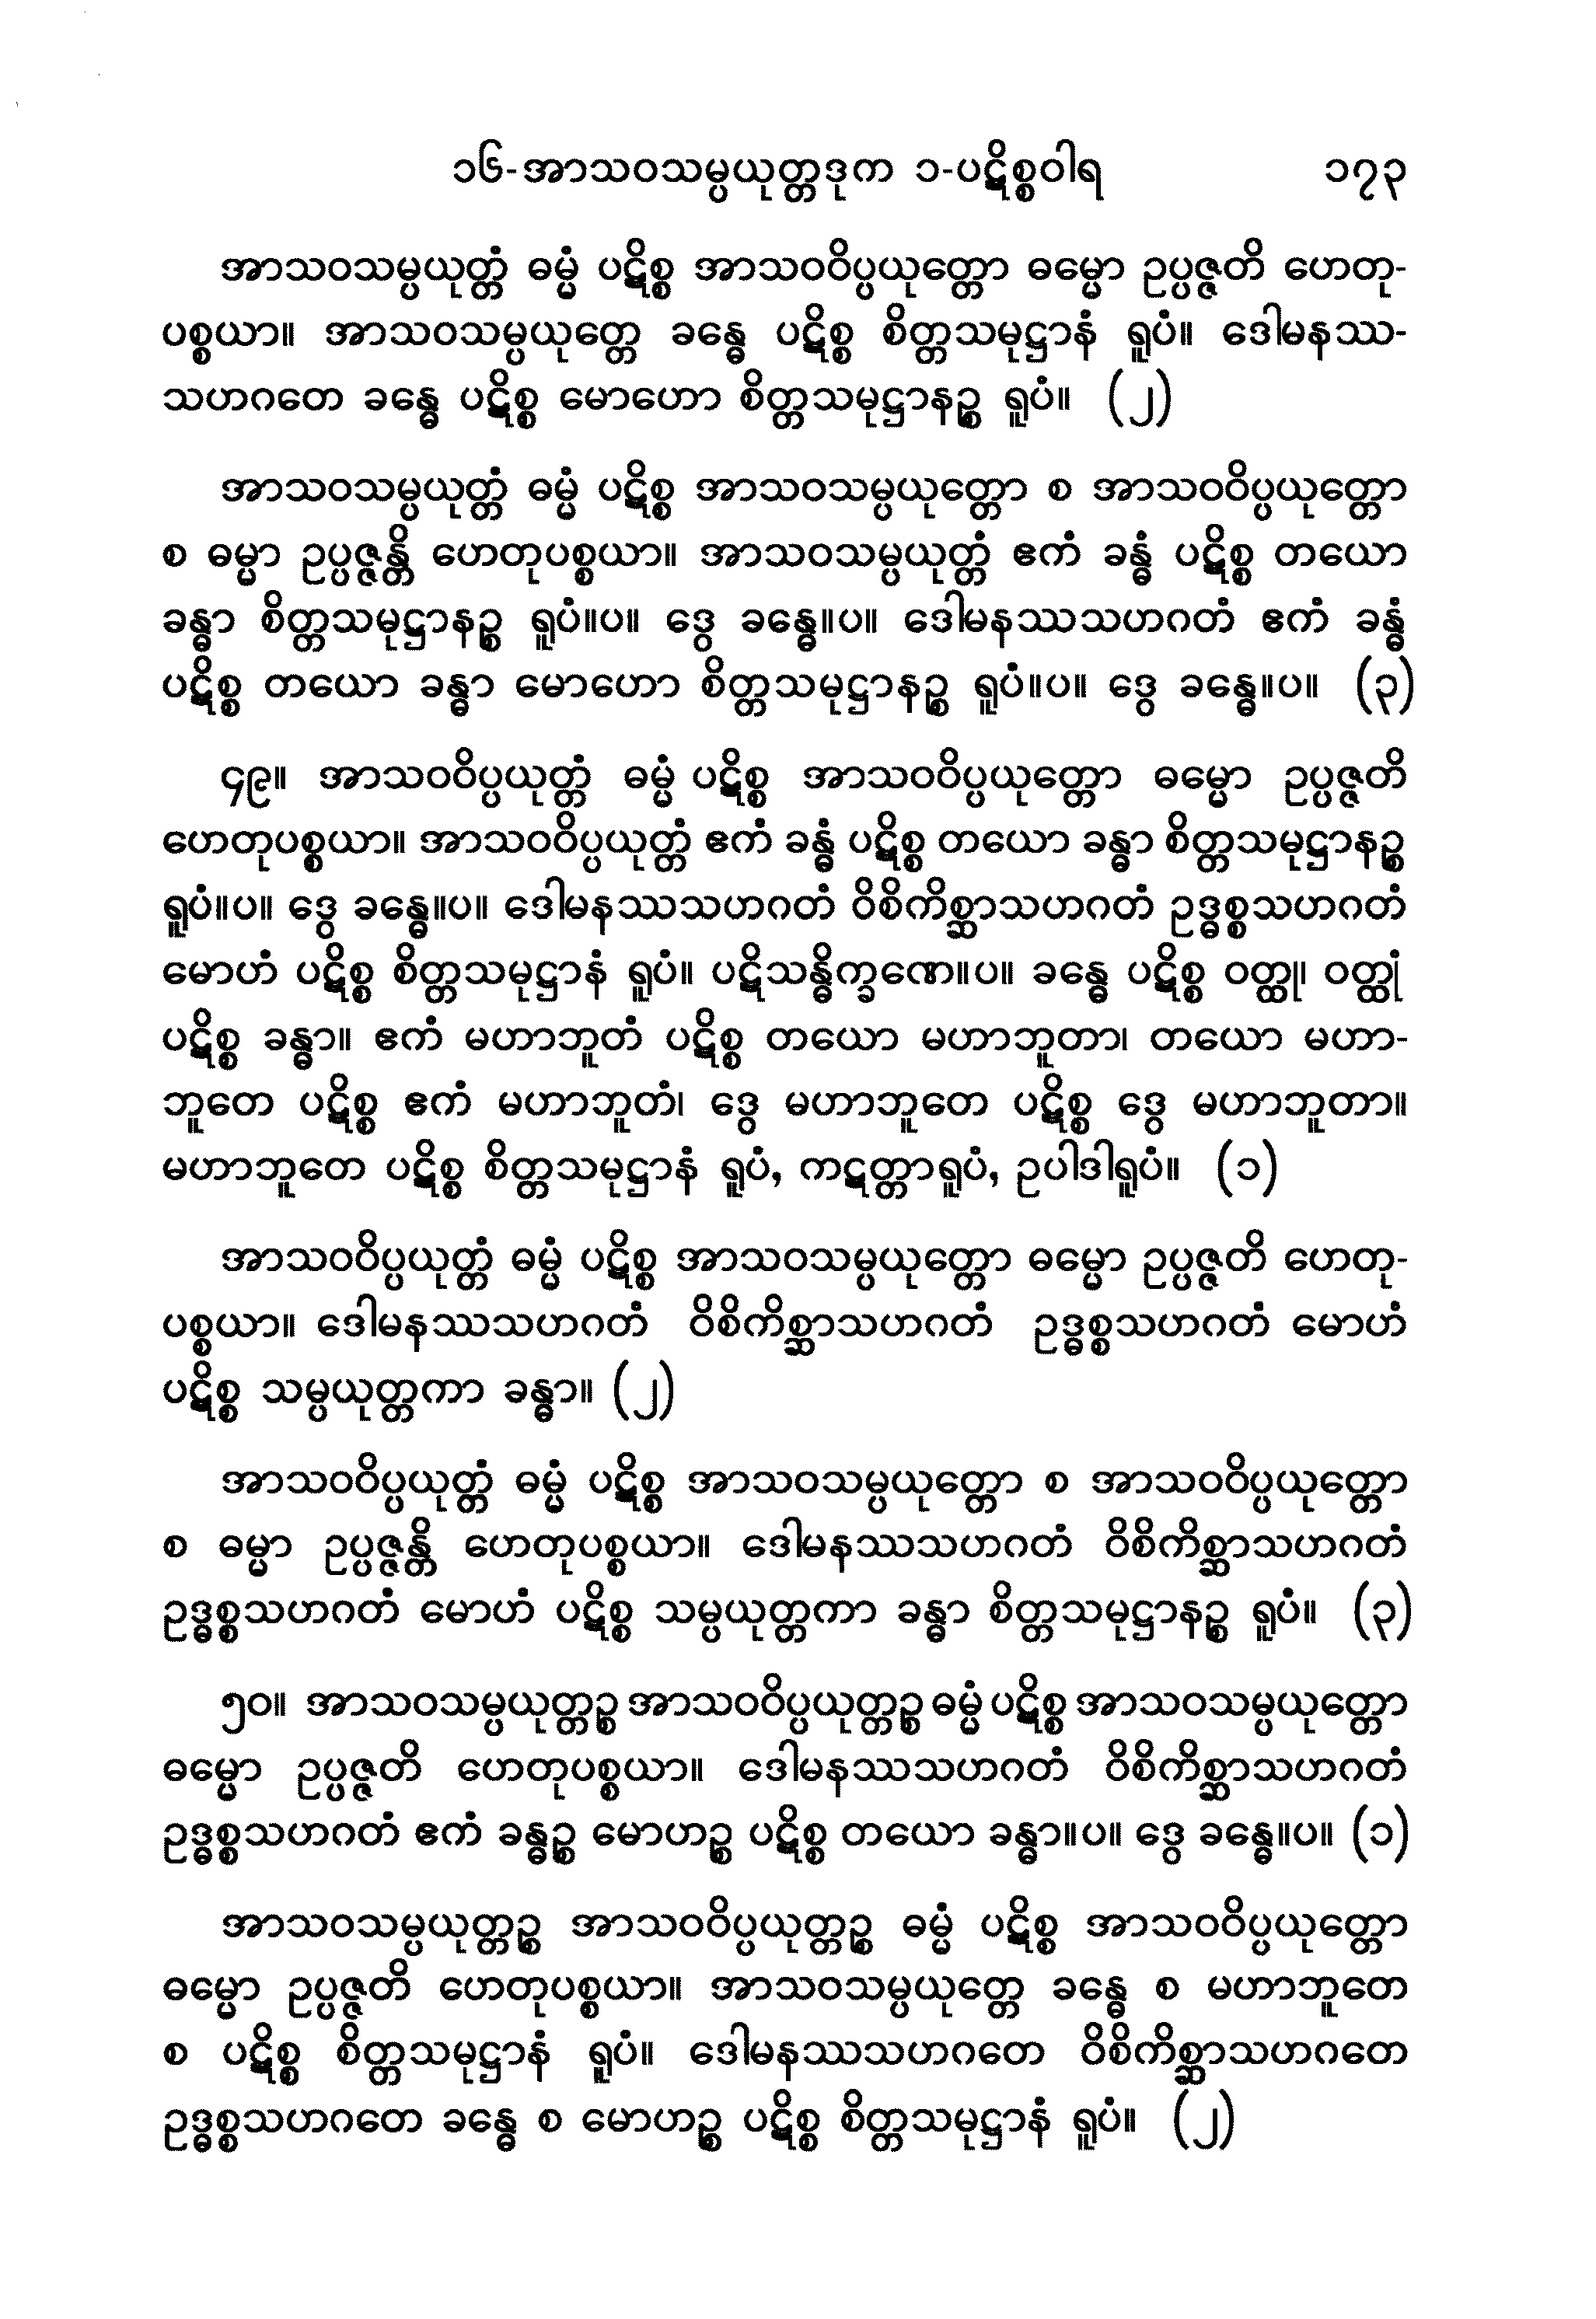 ၁၆-အာသဝသမ္ပယုတ္တဒုက ၁-ပဋိစ္စဝါရ ၁၇၃
အာသဝသမ္ပယုတ္တံ ဓမ္မံ ပဋိစ္စ အာသဝဝိပ္ပယုတ္တော ဓမ္မော ဥပ္ပဇ္ဇတိ ဟေတု-
ပစ္စယာ။ အာသဝသမ္ပယုတ္တေ ခန္ဓေ ပဋိစ္စ စိတ္တသမုဋ္ဌာနံ ရူပံ။ ဒေါမနဿ-
သဟဂတေ ခန္ဓေ ပဋိစ္စ မောဟော စိတ္တသမုဋ္ဌာနဉ္စ ရူပံ။ (၂)
အာသဝသမ္ပယုတ္တံ ဓမ္မံ ပဋိစ္စ အာသဝသမ္ပယုတ္တော စ အာသဝဝိပ္ပယုတ္တော
စ ဓမ္မာ ဥပ္ပဇ္ဇန္တိ ဟေတုပစ္စယာ။ အာသဝသမ္ပယုတ္တံ ဧကံ ခန္ဓံ ပဋိစ္စ တယော
ခန္ဓာ စိတ္တသမုဋ္ဌာနဉ္စ ရူပံ။ပ။ ဒွေ ခန္ဓေ။ပ။ ဒေါမနဿသဟဂတံ ဧကံ ခန္ဓံ
ပဋိစ္စ တယော ခန္ဓာ မောဟော စိတ္တသမုဋ္ဌာနဉ္စ ရူပံ။ပ။ ဒွေ ခန္ဓေ။ပ။ (၃)
၄၉။ အာသဝဝိပ္ပယုတ္တံ ဓမ္မံ ပဋိစ္စ အာသဝဝိပ္ပယုတ္တော ဓမ္မော ဥပ္ပဇ္ဇတိ
ဟေတုပစ္စယာ။ အာသဝဝိပ္ပယုတ္တံ ဧကံ ခန္ဓံ ပဋိစ္စ တယော ခန္ဓာ စိတ္တသမုဋ္ဌာနဉ္စ
ရူပံ။ပ။ ဒွေ ခန္ဓေ။ပ။ ဒေါမနဿသဟဂတံ ဝိစိကိစ္ဆာသဟဂတံ ဥဒ္ဓစ္စသဟဂတံ
မောဟံ ပဋိစ္စ စိတ္တသမုဋ္ဌာနံ ရူပံ။ ပဋိသန္ဓိက္ခဏေ။ပ။ ခန္ဓေ ပဋိစ္စ ဝတ္ထု၊ ဝတ္ထုံ
ပဋိစ္စ ခန္ဓာ။ ဧကံ မဟာဘူတံ ပဋိစ္စ တယော မဟာဘူတာ၊ တယော မဟာ-
ဘူတေ ပဋိစ္စ ဧကံ မဟာဘူတံ၊ ဒွေ မဟာဘူတေ ပဋိစ္စ ဒွေ မဟာဘူတာ။
မဟာဘူတေ ပဋိစ္စ စိတ္တသမုဋ္ဌာနံ ရူပံ, ကဋတ္တာရူပံ, ဥပါဒါရူပံ။ (၁)
အာသဝဝိပ္ပယုတ္တံ ဓမ္မံ ပဋိစ္စ အာသဝသမ္ပယုတ္တော ဓမ္မော ဥပ္ပဇ္ဇတိ ဟေတု-
ပစ္စယာ။ ဒေါမနဿသဟဂတံ ဝိစိကိစ္ဆာသဟဂတံ ဥဒ္ဓစ္စသဟဂတံ မောဟံ
ပဋိစ္စ သမ္ပယုတ္တကာ ခန္ဓာ။ (၂)
အာသဝဝိပ္ပယုတ္တံ ဓမ္မံ ပဋိစ္စ အာသဝသမ္ပယုတ္တော စ အာသဝဝိပ္ပယုတ္တော
စ ဓမ္မာ ဥပ္ပဇ္ဇန္တိ ဟေတုပစ္စယာ။ ဒေါမနဿသဟဂတံ ဝိစိကိစ္ဆာသဟဂတံ
ဥဒ္ဓစ္စသဟဂတံ မောဟံ ပဋိစ္စ သမ္ပယုတ္တကာ ခန္ဓာ စိတ္တသမုဋ္ဌာနဉ္စ ရူပံ။ (၃)
၅၀။ အာသဝသမ္ပယုတ္တဉ္စ အာသဝဝိပ္ပယုတ္တဉ္စ ဓမ္မံ ပဋိစ္စ အာသဝသမ္ပယုတ္တော
ဓမ္မော ဥပ္ပဇ္ဇတိ ဟေတုပစ္စယာ။ ဒေါမနဿသဟဂတံ ဝိစိကိစ္ဆာသဟဂတံ
ဥဒ္ဓစ္စသဟဂတံ ဧကံ ခန္ဓဉ္စ မောဟဉ္စ ပဋိစ္စ တယော ခန္ဓာ။ပ။ ဒွေ ခန္ဓေ။ပ။ (၁)
အာသဝသမ္ပယုတ္တဉ္စ အာသဝဝိပ္ပယုတ္တဉ္စ ဓမ္မံ ပဋိစ္စ အာသဝဝိပ္ပယုတ္တော
ဓမ္မော ဥပ္ပဇ္ဇတိ ဟေတုပစ္စယာ။ အာသဝသမ္ပယုတ္တေ ခန္ဓေ စ မဟာဘူတေ
စ ပဋိစ္စ စိတ္တသမုဋ္ဌာနံ ရူပံ။ ဒေါမနဿသဟဂတေ ဝိစိကိစ္ဆာသဟဂတေ
ဥဒ္ဓစ္စသဟဂတေ ခန္ဓေ စ မောဟဉ္စ ပဋိစ္စ စိတ္တသမုဋ္ဌာနံ ရူပံ။ (၂)